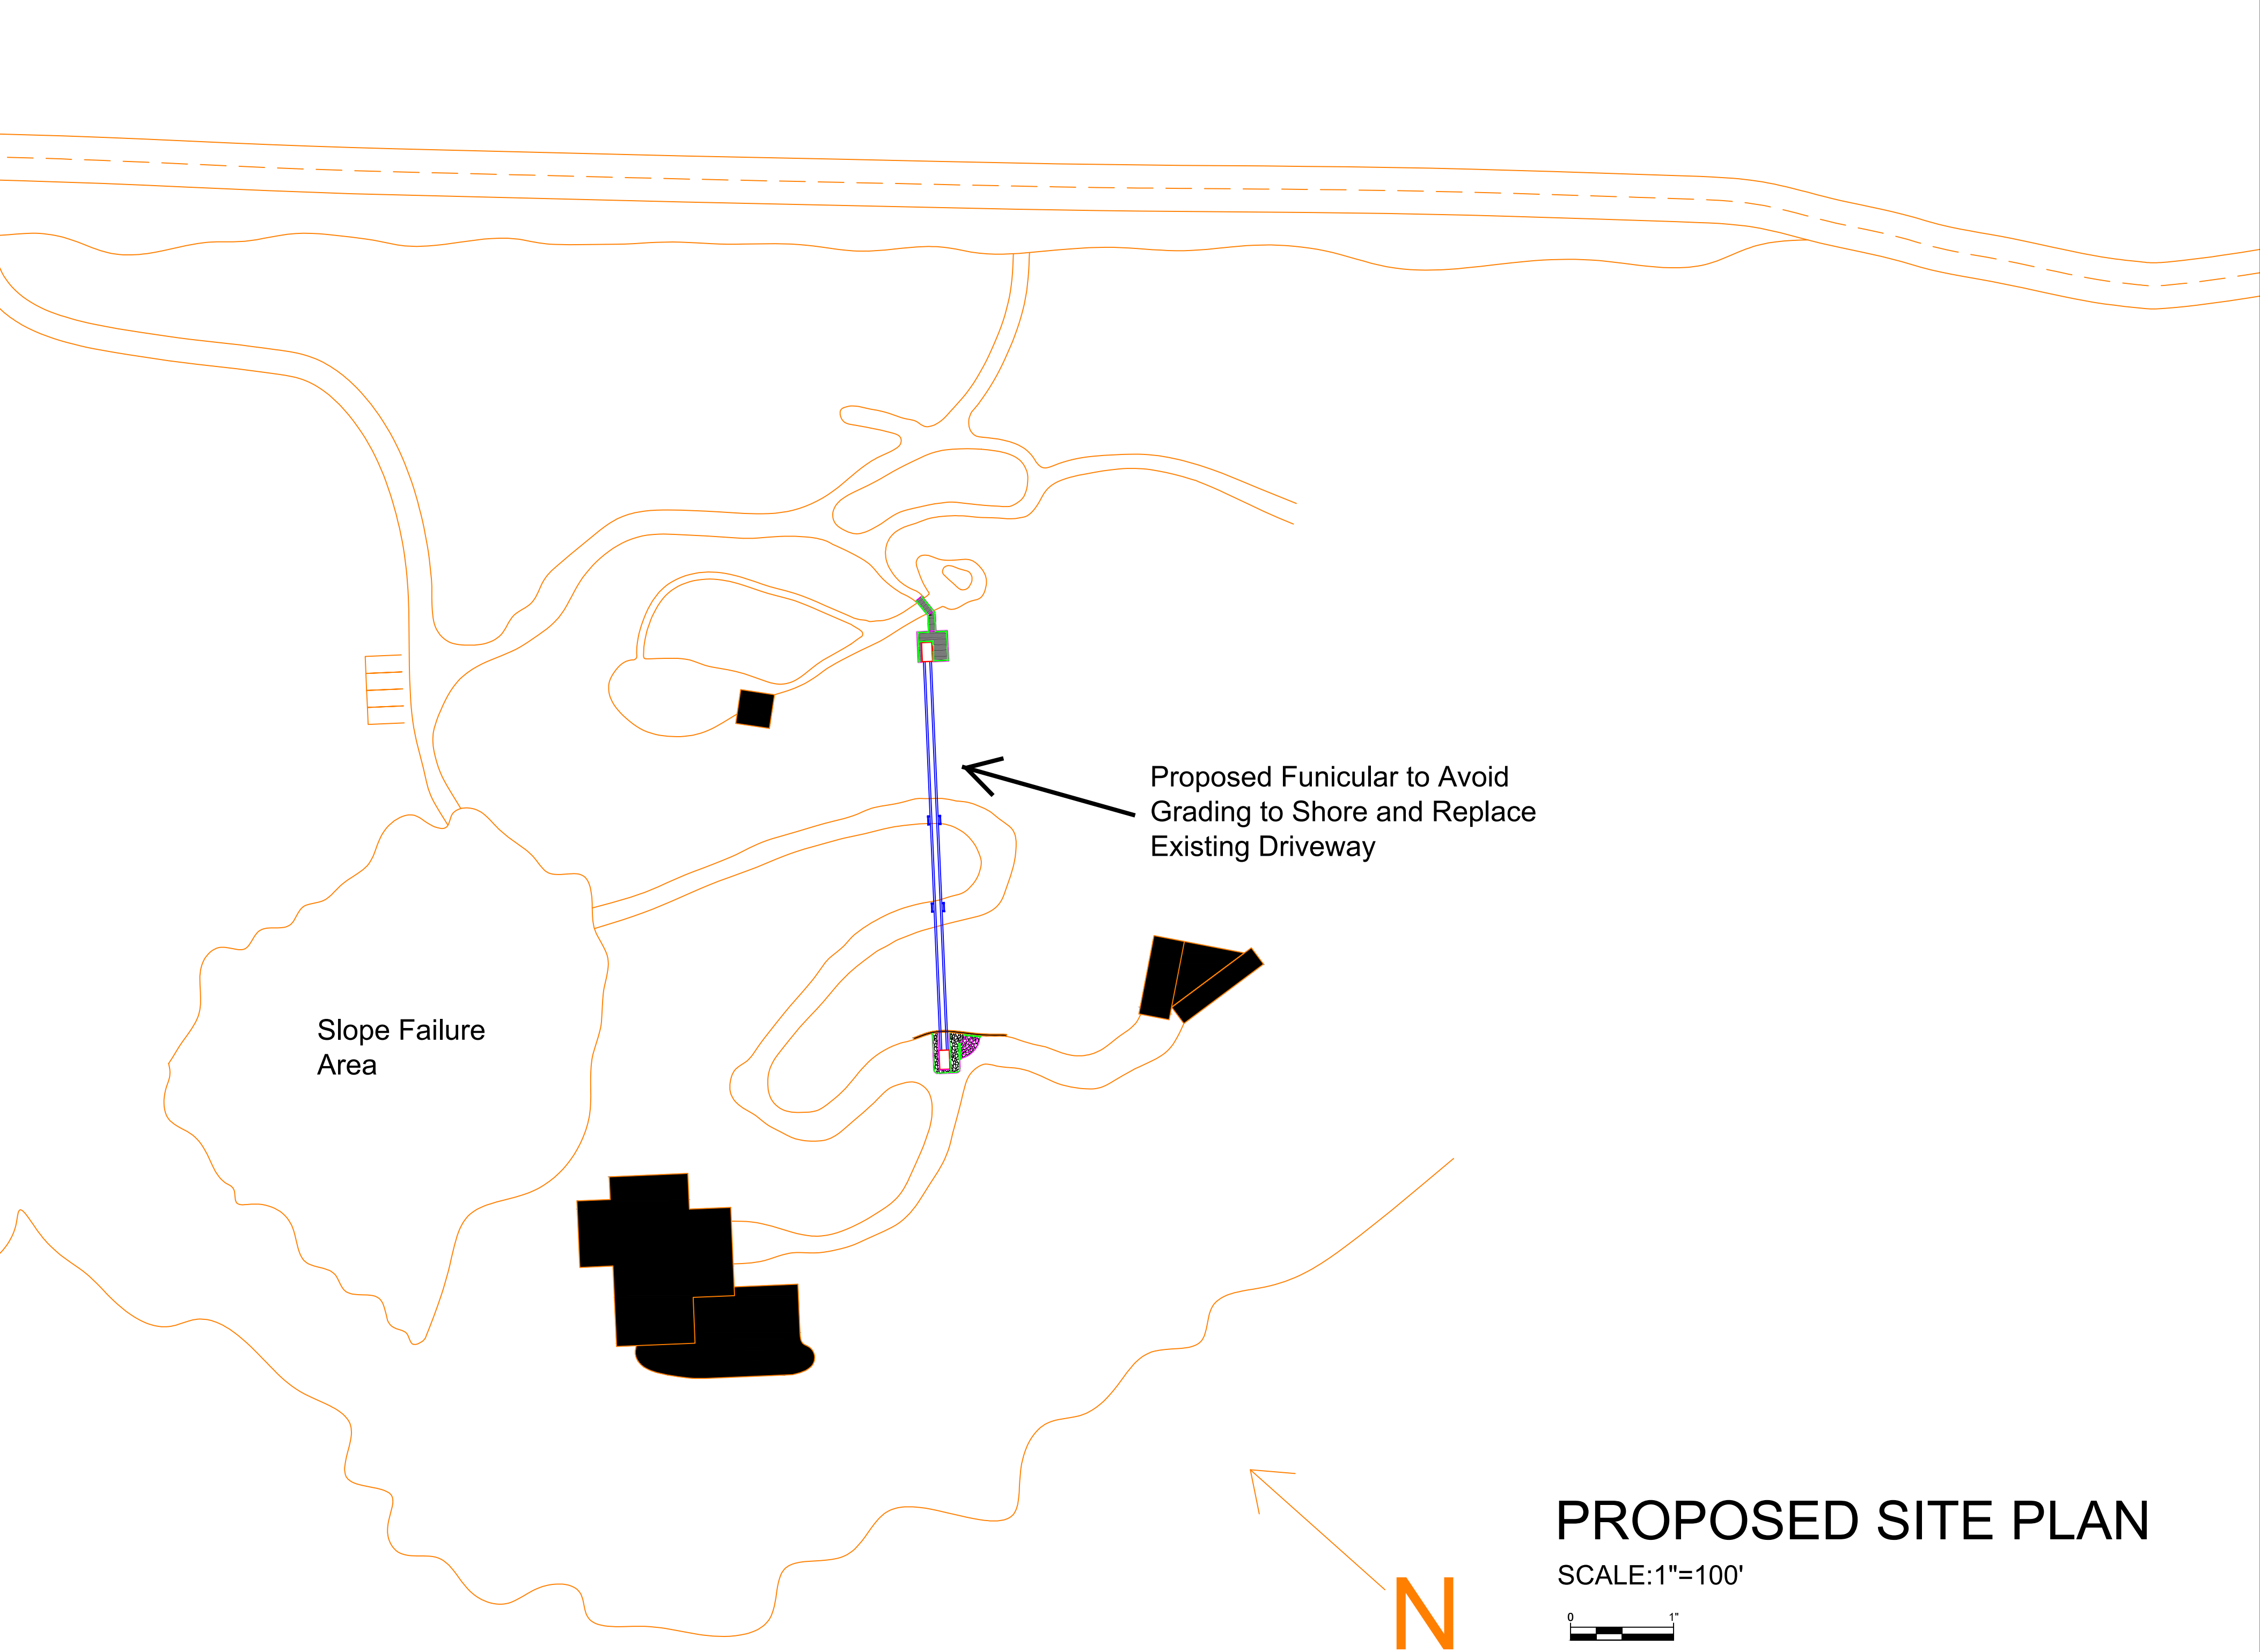 Proposed Funicular to Avoid
Grading to Shore and Replace
Existing Driveway
Slope Failure
Area
N
PROPOSED SITE PLAN
SCALE:1"=100'
0 1"